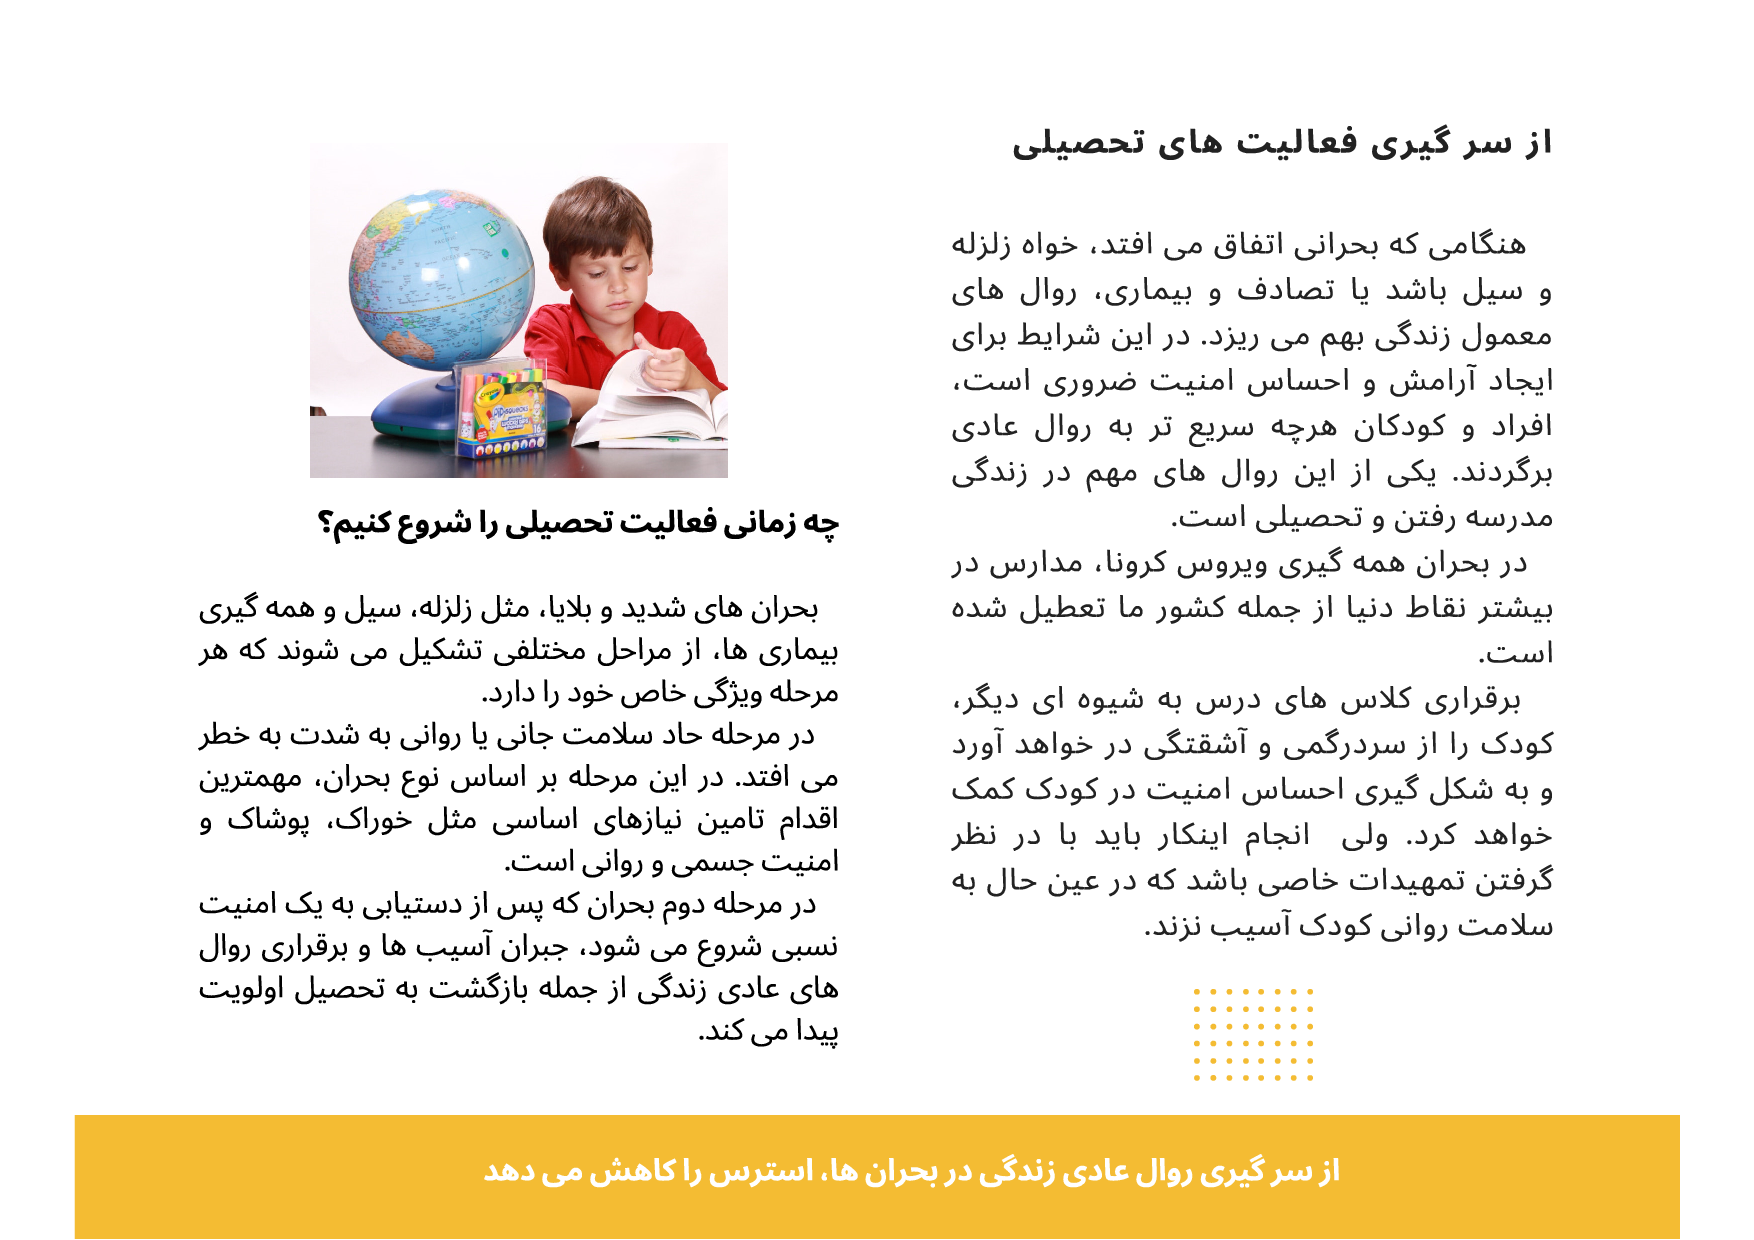 از سر گیری فعالیت های تحصیلی
هنگامی که بحرانی اتفاق می افتد، خواه زلزله
و سیل باشد یا تصادف و بیماری، روال های
معمول زندگی بهم می ریزد. در این شرایط برای
ایجاد آرامش و احساس امنیت ضروری است،
افراد و کودکان هرچه سریع تر به روال عادی
برگردند. یکی از این روال های مهم در زندگی
مدرسه رفتن و تحصیلی است.
در بحران همه گیری ویروس کرونا، مدارس در
بیشتر نقاط دنیا از جمله کشور ما تعطیل شده
است.
برقراری کلاس های درس به شیوه ای دیگر،
کودک را از سردرگمی و آشقتگی در خواهد آورد
و به شکل گیری احساس امنیت در کودک کمک
خواهد کرد. ولی انجام اینکار باید با در نظر
گرفتن تمهیدات خاصی باشد که در عین حال به
سلامت روانی کودک آسیب نزند.
چه زمانی فعالیت تحصیلی را شروع کنیم؟
بحران های شدید و بلایا، مثل زلزله، سیل و همه گیری
بیماری ها، از مراحل مختلفی تشکیل می شوند که هر
مرحله ویژگی خاص خود را دارد.
در مرحله حاد سلامت جانی یا روانی به شدت به خطر
می افتد. در این مرحله بر اساس نوع بحران، مهمترین
اقدام تامین نیازهای اساسی مثل خوراک، پوشاک و
امنیت جسمی و روانی است.
در مرحله دوم بحران که پس از دستیابی به یک امنیت
نسبی شروع می شود، جبران آسیب ها و برقراری روال
های عادی زندگی از جمله بازگشت به تحصیل اولویت
پیدا می کند.
از سر گیری روال عادی زندگی در بحران ها، استرس را کاهش می دهد